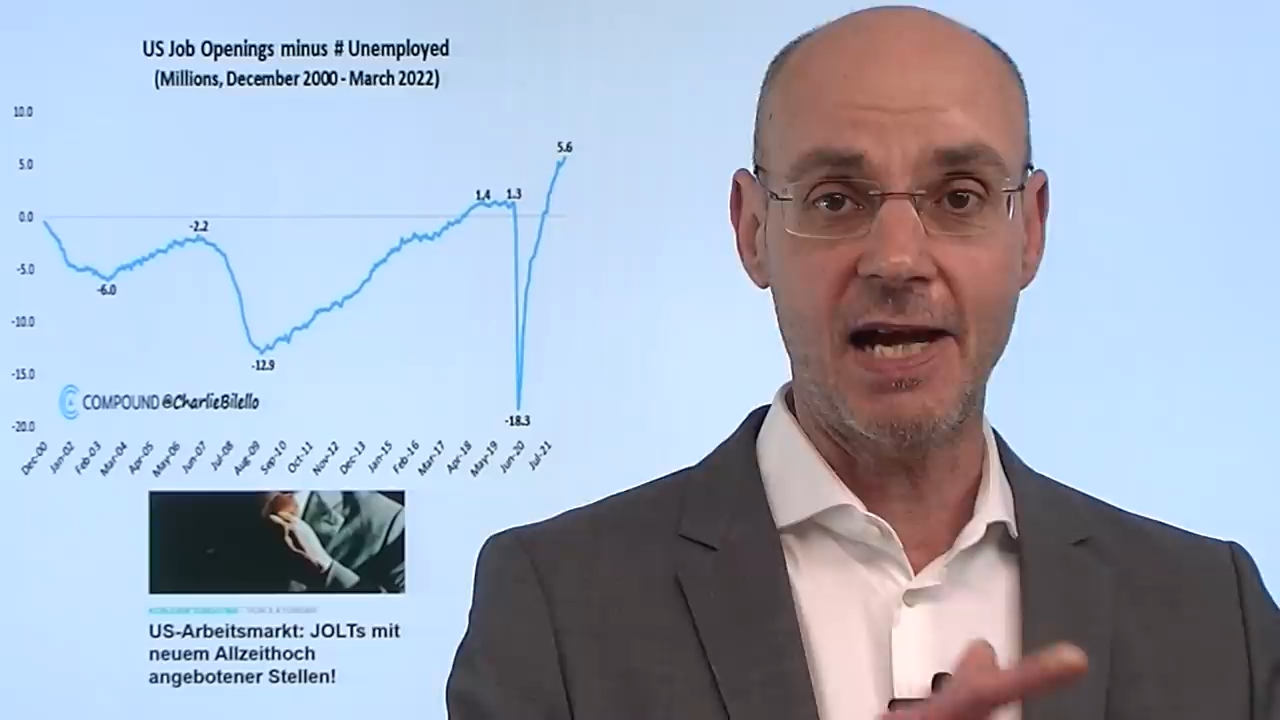 US Job Openings minus # Unemployed
(Millions, December 2000 - March 2022)
10.0
5.0
0.0
-5.0
-10.0
-15.0
-20.0
5.6
1.4
1.3
-2.2
-6.0
-12.9
-18.3
COMPOUND @CharlieBilello
Dec-00
Jan-02
Feb-03
Mar-04
Apr-05
May-06
Jun-07
Jul-08
Aug-09
Sep-10
Oct-11
Nov-12
Dec-13
Jan-15
Feb-16
Mar-17
Apr-18
May-19
Jun-20
Jul-21
US-Arbeitsmarkt: JOLTs mit
neuem Allzeithoch
angebotener Stellen!